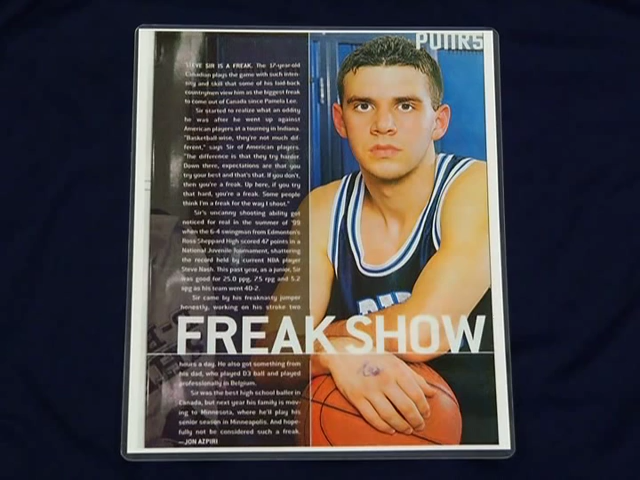 PUNKS
STEVE SIR IS A FREAK. The 17-year-old
Canadian plays the game with such inten-
sity and skill that some of his laid-back
countrymen view him as the biggest freak
to come out of Canada since Pamela Lee.
Sir started to realize what an oddity
he was after he went up against
American players at a tourney in Indiana.
"Basketball-wise, they're not much dif-
ferent," says Sir of American players.
"The difference is that they try harder.
Down there, expectations are that you
try your best and that's that. If you don't,
then you're a freak. Up here, if you try
that hard, you're a freak. Some people
think I'm a freak for the way I shoot."
Sir's uncanny shooting ability got
noticed for real in the summer of '99
when the 6-4 swingman from Edmonton's
Ross Sheppard High scored 47 points in a
National Juvenile tournament, shattering
the record held by current NBA player
Steve Nash. This past year, as a junior, Sir
was good for 25.0 ppg, 7.5 rpg and 5.2
spg as his team went 40-2.
Sir came by his freaknasty jumper
honestly, working on his stroke two
FREAK SHOW
hours a day. He also got something from
his dad, who played D3 ball and played
professionally in Belgium.
Sir was the best high school baller in
Canada, but next year his family is mov-
ing to Minnesota, where he'll play his
senior season in Minneapolis. And hope-
fully not be considered such a freak.
—JON AZPIRI